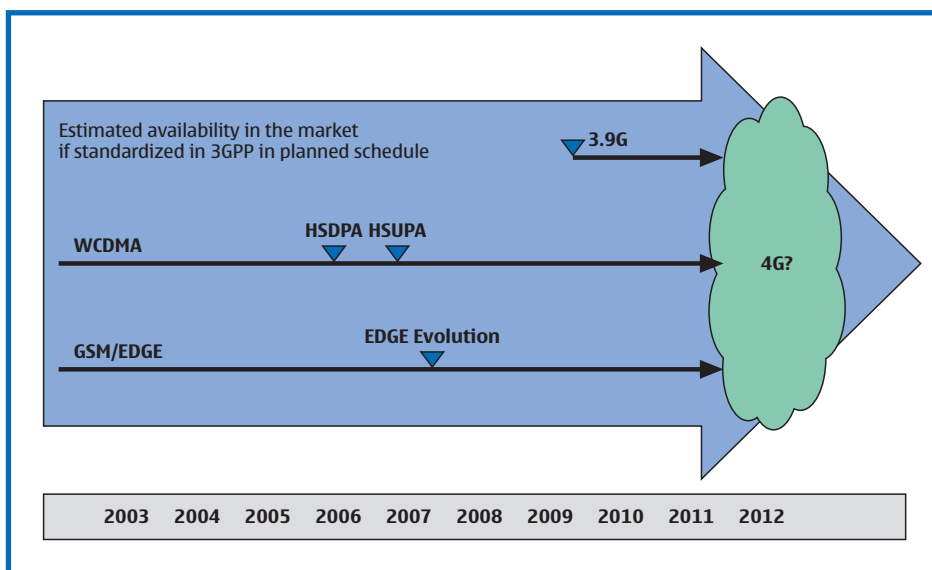 Estimated availability in the market
if standardized in 3GPP in planned schedule
3.9G
HSDPA HSUPA
WCDMA
4G?
EDGE Evolution
GSM/EDGE
2003 2004 2005 2006 2007 2008 2009 2010 2011 2012